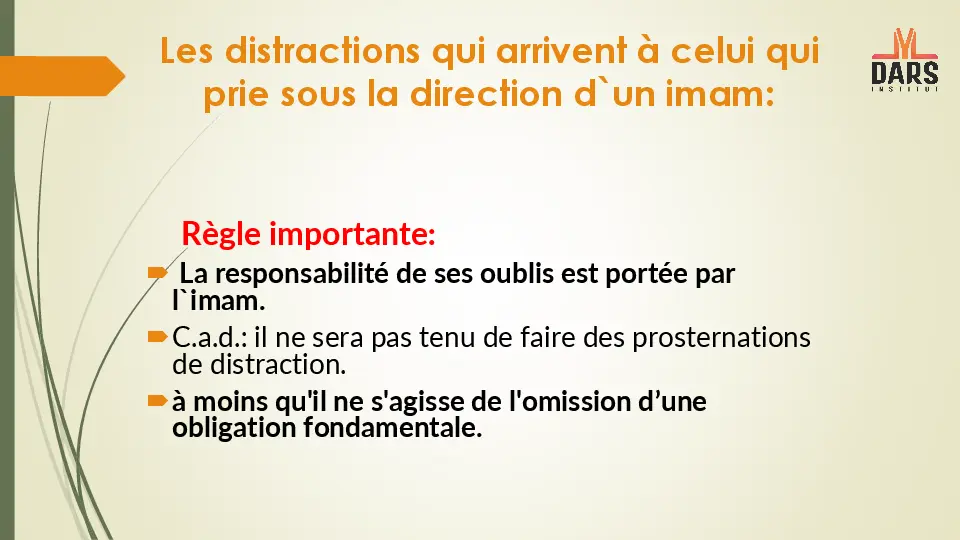 Les distractions qui arrivent à celui qui
prie sous la direction d`un imam:
DARS
INSTITUT
Règle importante:
La responsabilité de ses oublis est portée par
l`imam.
C.a.d.: il ne sera pas tenu de faire des prosternations
de distraction.
à moins qu'il ne s'agisse de l'omission d’une
obligation fondamentale.